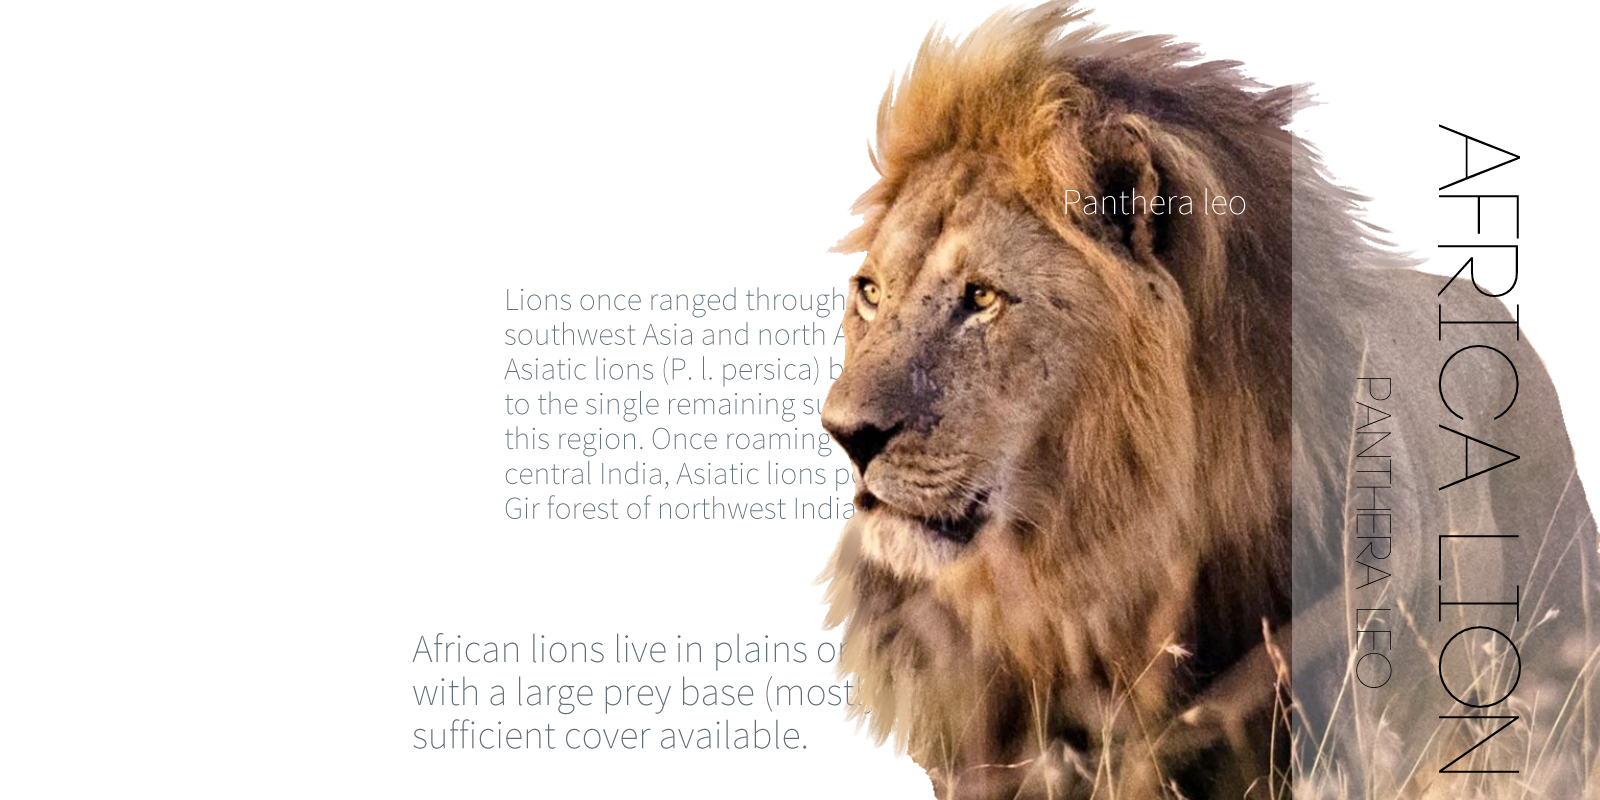 Panthera leo
Lions once ranged through
southwest Asia and north
Asiatic lions (P. l. persica)
to the single remaining
this region. Once roaming
central India, Asiatic lions
Gir forest of northwest India
African lions live in plains or
with a large prey base (mostly
sufficient cover available.
AFRICA LION
PANTHERA LEO